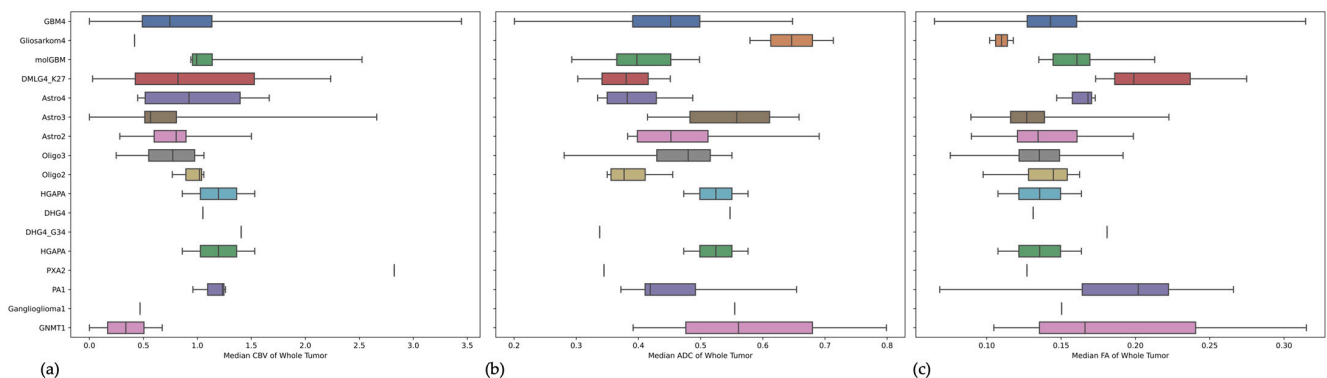 GBM4
Gliosarkom4
molGBM
DMLG4_K27
Astro4
Astro3
Astro2
Oligo3
Oligo2
HGAPA
DHG4
DHG4_G34
HGAPA
PXA2
PA1
Ganglioglioma1
GNMT1
0.0 0.5 1.0 1.5 2.0 2.5 3.0 3.5
Median CBV of Whole Tumor
(a)
0.2 0.3 0.4 0.5 0.6 0.7 0.8
Median ADC of Whole Tumor
(b)
0.10 0.15 0.20 0.25 0.30
Median FA of Whole Tumor
(c)